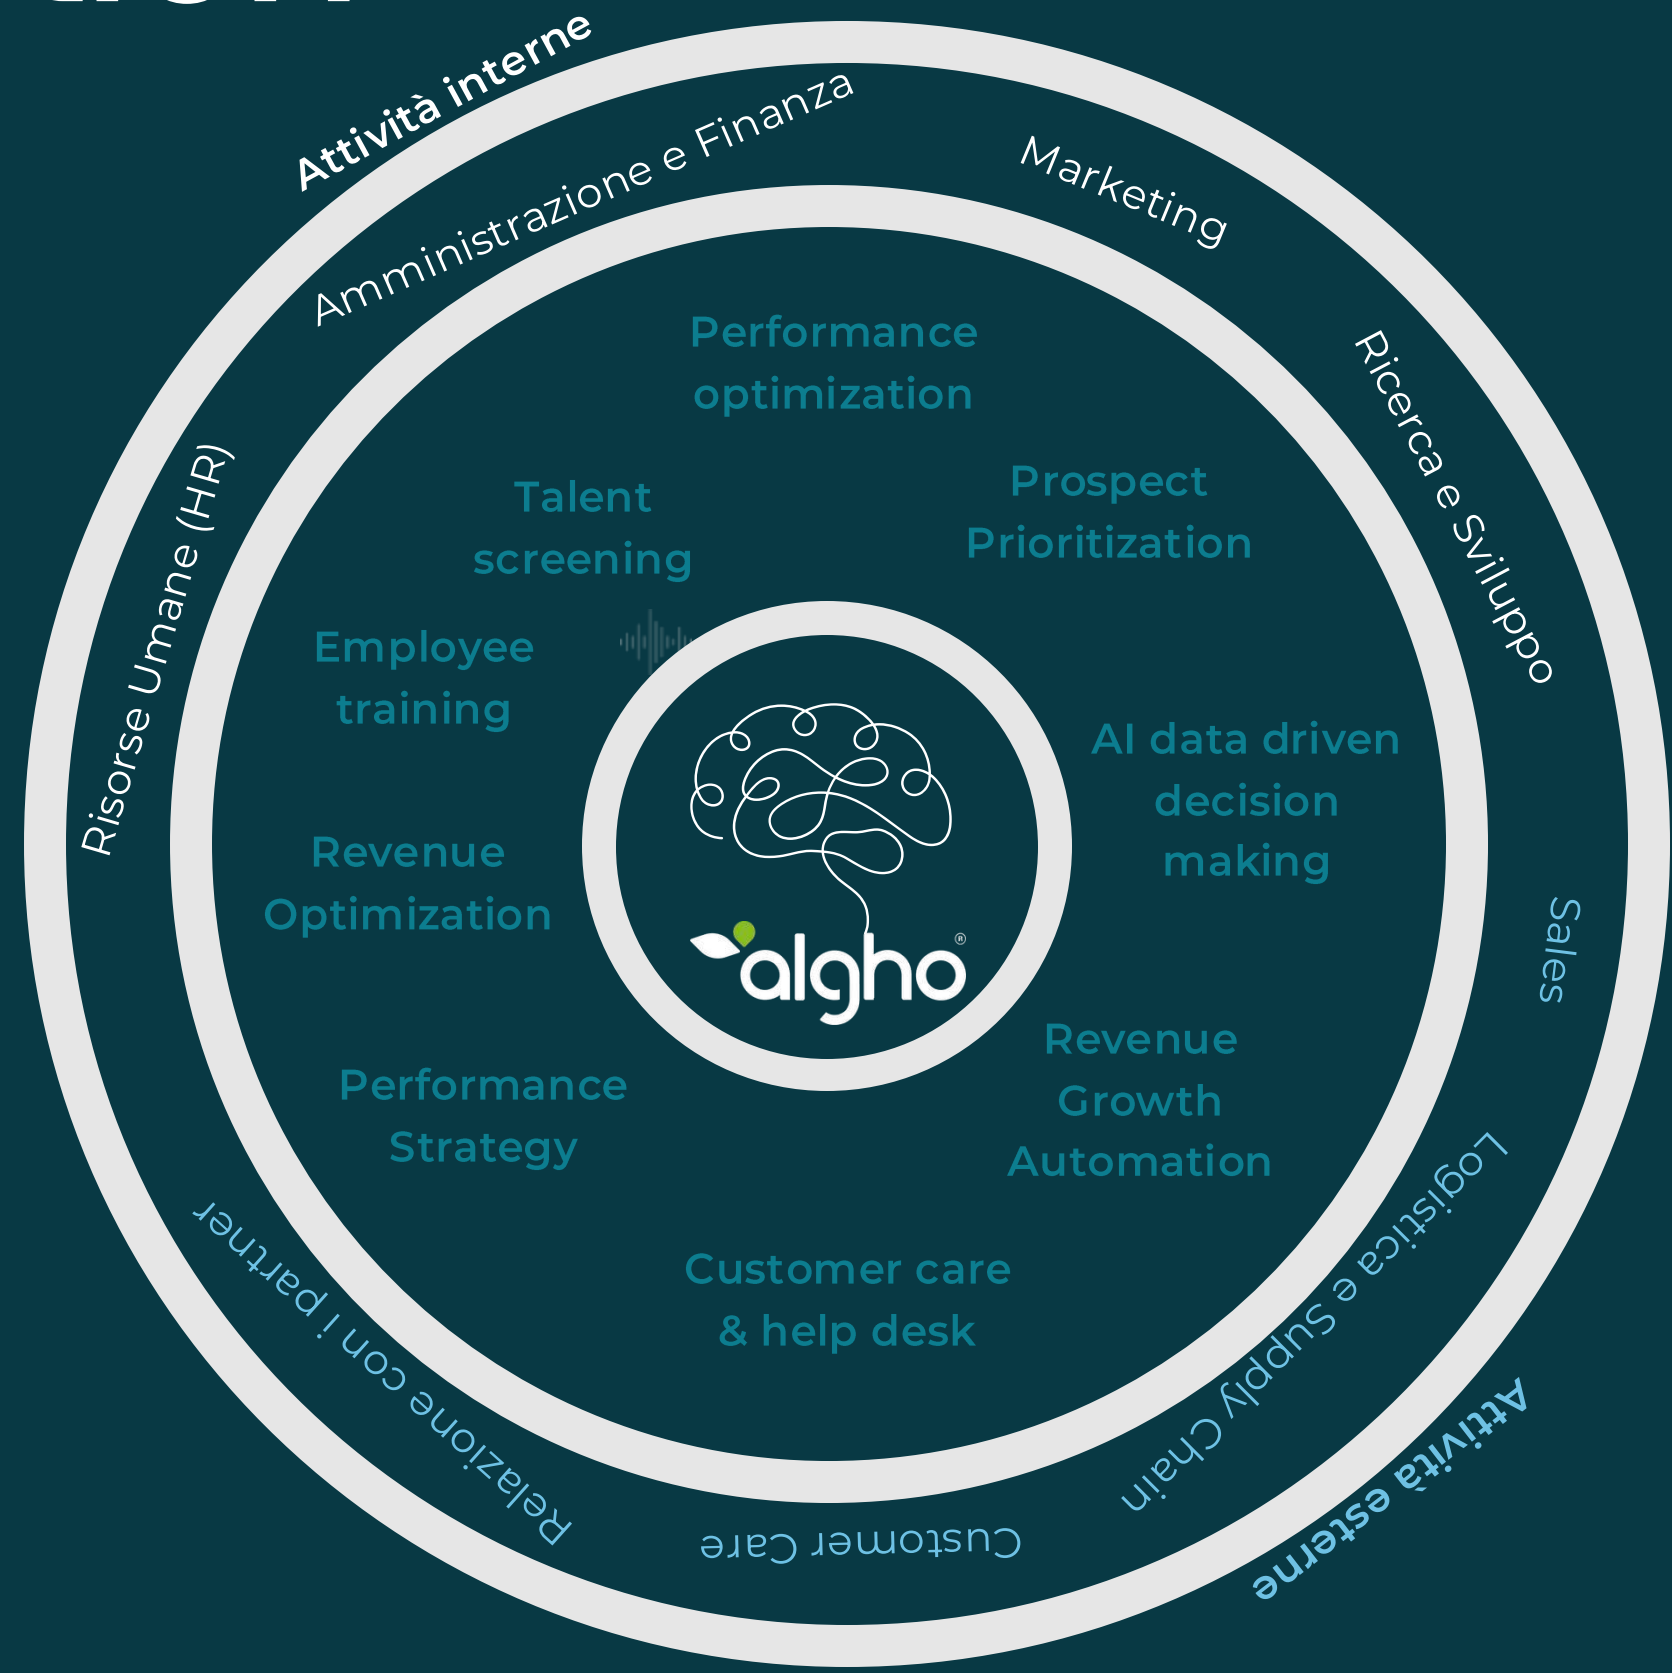 Attività interne
Amministrazione e Finanza
Marketing
Ricerca e Sviluppo
Risorse Umane (HR)
Performance
optimization
Talent
screening
Prospect
Prioritization
Employee
training
AI data driven
decision
making
Revenue
Optimization
algho®
Sales
Revenue
Growth
Automation
Performance
Strategy
Customer care
& help desk
Logistica e Supply Chain
Relazione con i partner
Customer Care
Attività esterne